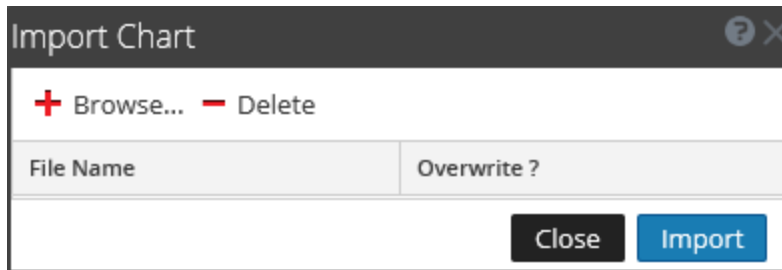 Import Chart
Browse... Delete
File Name Overwrite ?
Close Import